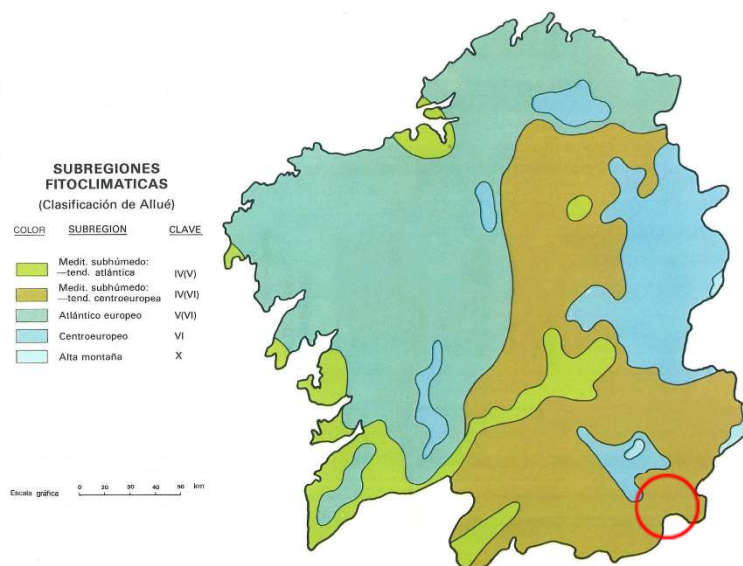 SUBREGIONES
FITOCLIMATICAS
(Clasificación de Allué)
COLOR SUBREGION CLAVE
Medit. subhúmedo:
—tend. atlántica IV(V)
Medit. subhúmedo:
—tend. centroeuropea IV(VI)
Atlántico europeo V(VI)
Centroeuropeo VI
Alta montaña X
Escala gráfica 0 10 20 30 40 50 km